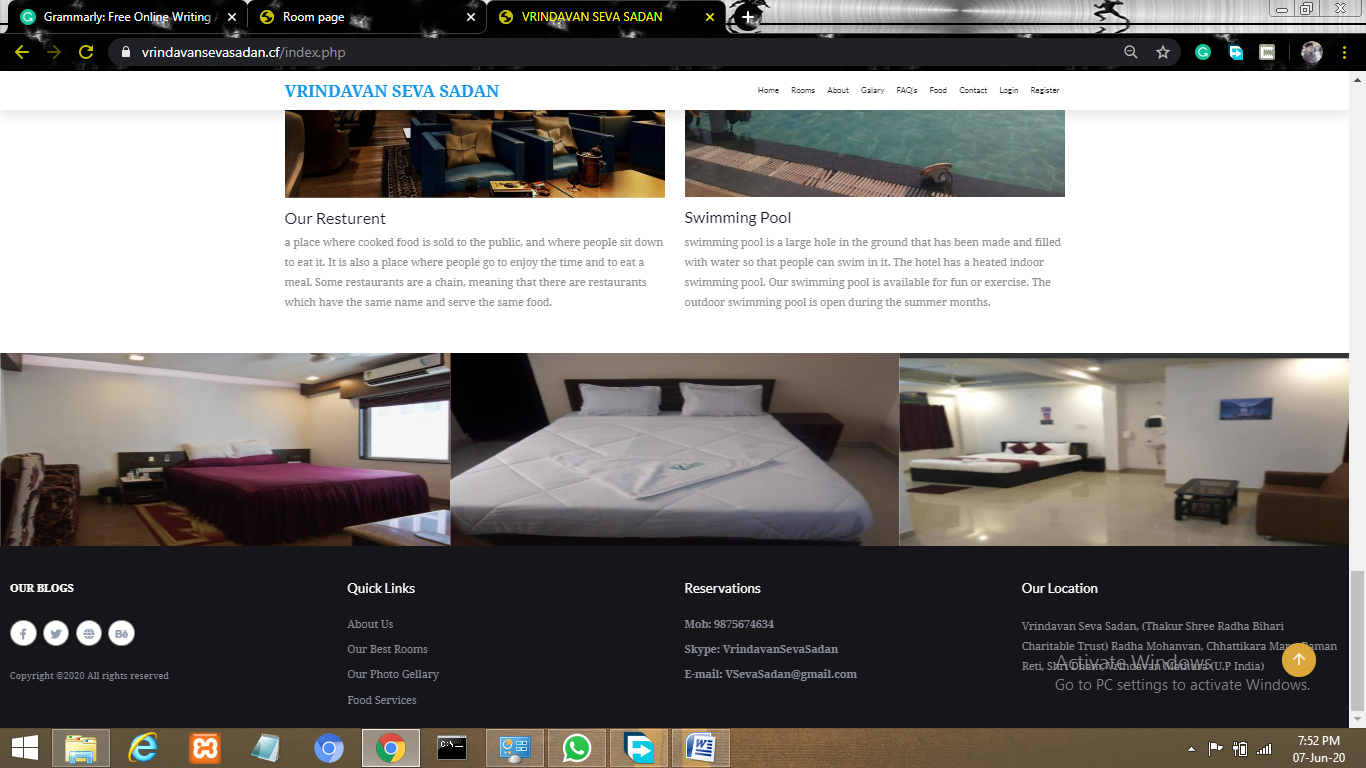 Grammarly: Free Online Writing
Room page
VRINDAVAN SEVA SADAN
vrindavansevasadan.cf/index.php
VRINDAVAN SEVA SADAN
Home Rooms About Galary FAQ's Food Contact Login Register
Our Resturent
a place where cooked food is sold to the public, and where people sit down
to eat it. It is also a place where people go to enjoy the time and to eat a
meal. Some restaurants are a chain, meaning that there are restaurants
which have the same name and serve the same food.
Swimming Pool
swimming pool is a large hole in the ground that has been made and filled
with water so that people can swim in it. The hotel has a heated indoor
swimming pool. Our swimming pool is available for fun or exercise. The
outdoor swimming pool is open during the summer months.
OUR BLOGS
Bē
Copyright ©2020 All rights reserved
Quick Links
About Us
Our Best Rooms
Our Photo Gellary
Food Services
Reservations
Mob: 9875674634
Skype: VrindavanSevaSadan
E-mail: VSevaSadan@gmail.com
Our Location
Vrindavan Seva Sadan, (Thakur Shree Radha Bihari
Charitable Trust) Radha Mohanvan, Chhattikara Raman
Reti, Shri Dham, Vrindavan Mathura (U.P India)
Activate Windows
Go to PC settings to activate Windows.
C:\_
7:52 PM
07-Jun-20